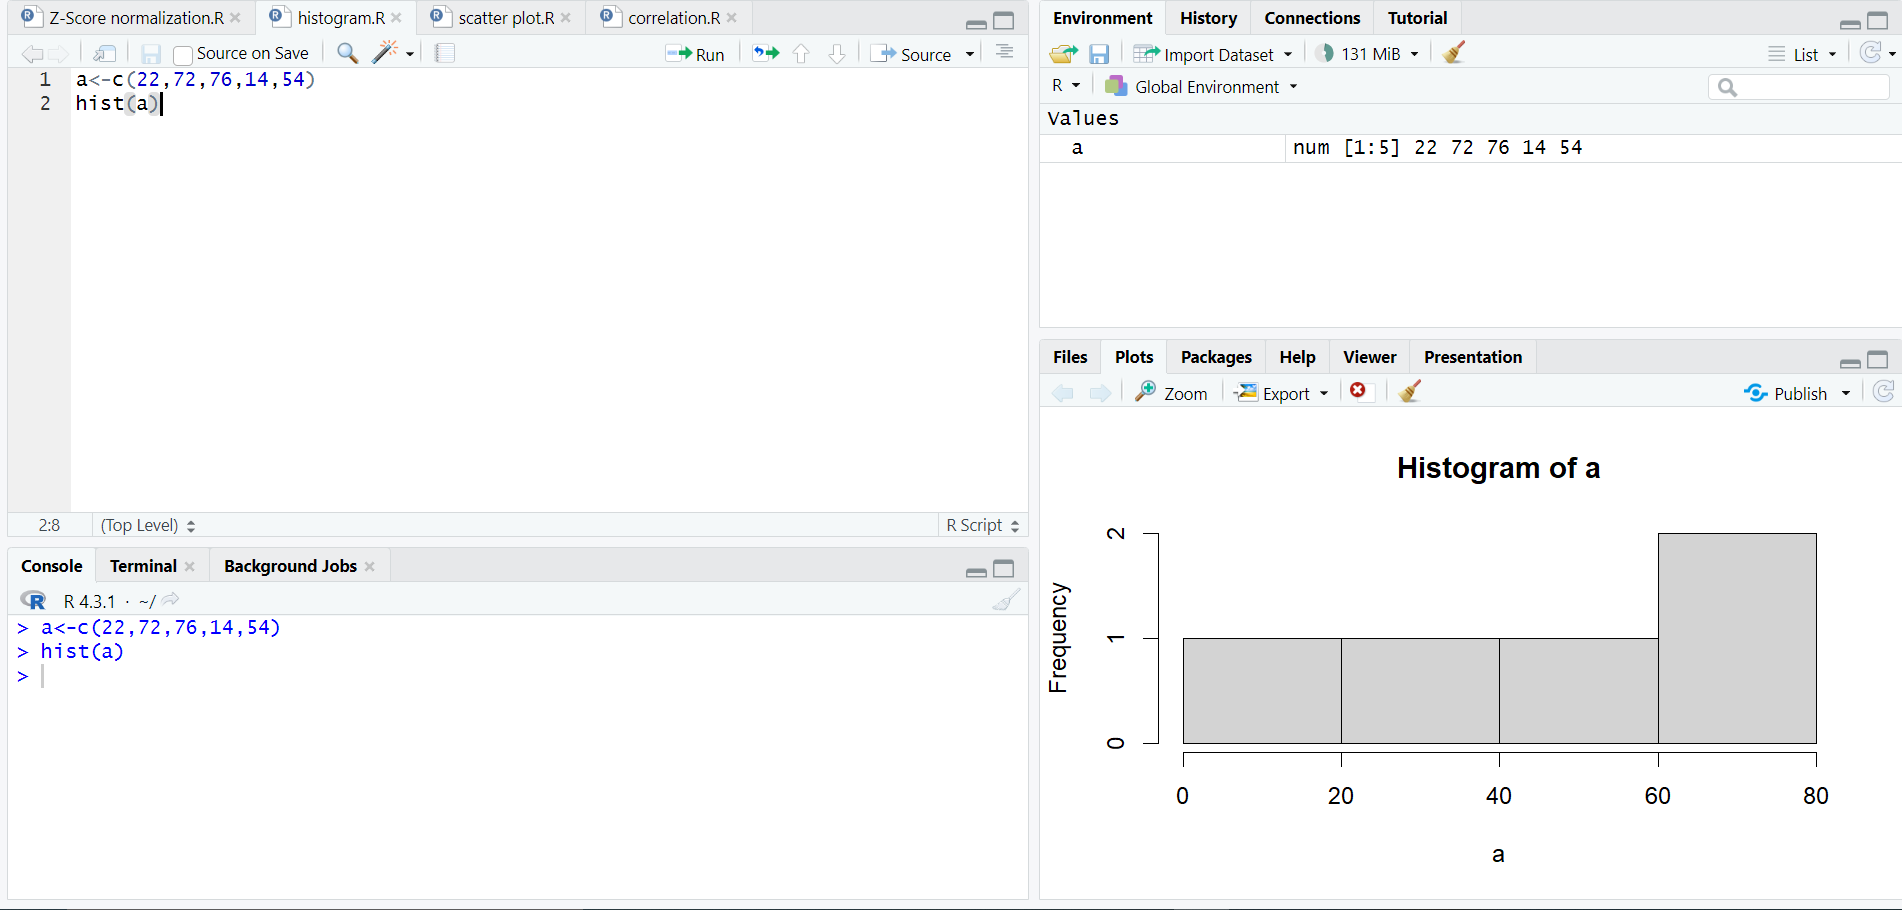 Z-Score normalization.R
histogram.R
scatter plot.R
correlation.R
Source on Save
Run
Source
1 a<-c(22,72,76,14,54)
2 hist(a)
2:8
(Top Level)
R Script
Console
Terminal
Background Jobs
R 4.3.1 · ~/
> a<-c(22,72,76,14,54)
> hist(a)
>
Environment
History
Connections
Tutorial
Import Dataset
131 MiB
List
R
Global Environment
Values
a num [1:5] 22 72 76 14 54
Files
Plots
Packages
Help
Viewer
Presentation
Zoom
Export
Publish
Histogram of a
Frequency
2
1
0
0 20 40 60 80
a